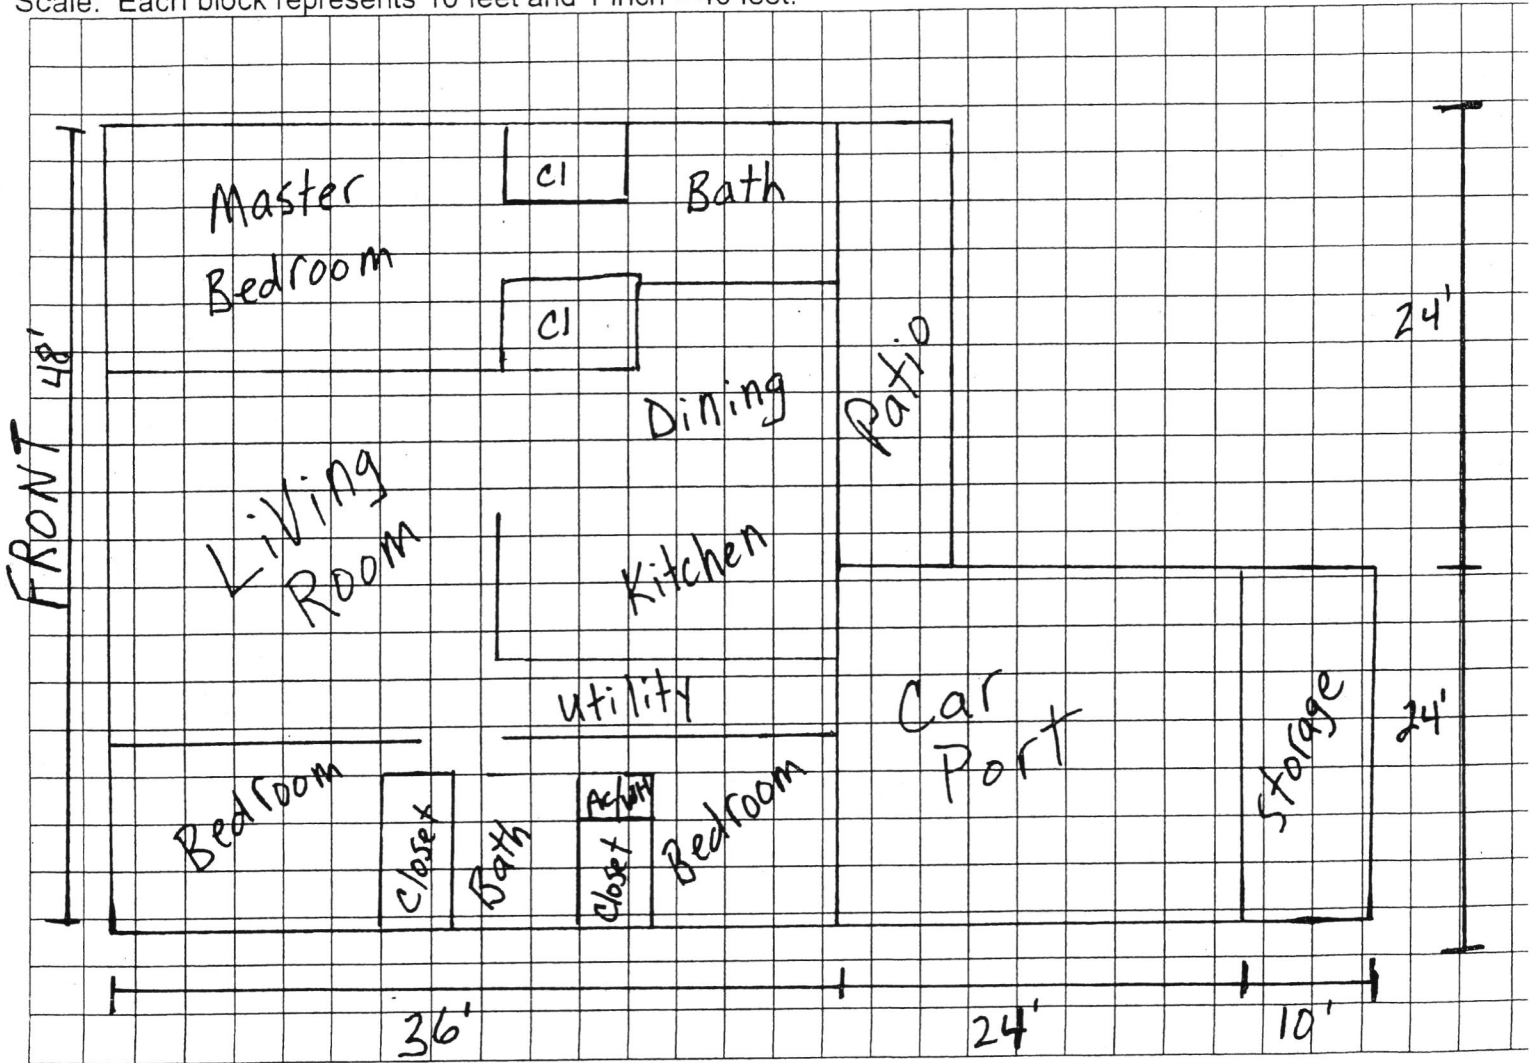 Scale: Each block represents 10 feet and 1 inch = 40 feet.
Master
Bedroom
Cl
Bath
Cl
24'
FRONT 48'
Dining
Patio
Living
Room
Kitchen
Utility
Car
Port
Storage
24'
Bedroom
Closet
Bath
AC/WH
Closet
Bedroom
36'
24'
10'